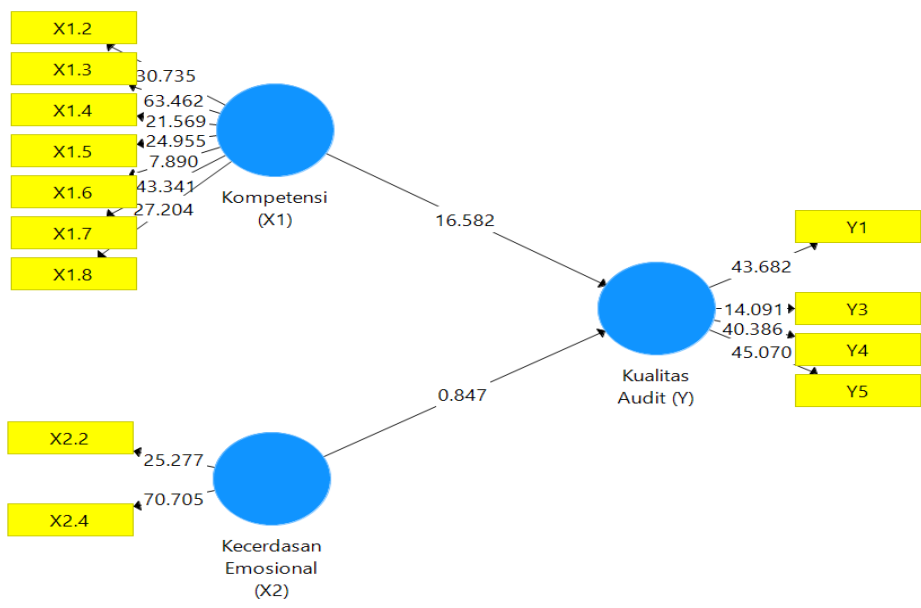 X1.2
X1.3
X1.4
X1.5
X1.6
X1.7
X1.8
30.735
63.462
21.569
24.955
7.890
43.341
27.204
Kompetensi
(X1)
16.582
Y1
Y3
Y4
Y5
43.682
14.091
40.386
45.070
Kualitas
Audit (Y)
0.847
X2.2
X2.4
25.277
70.705
Kecerdasan
Emosional
(X2)